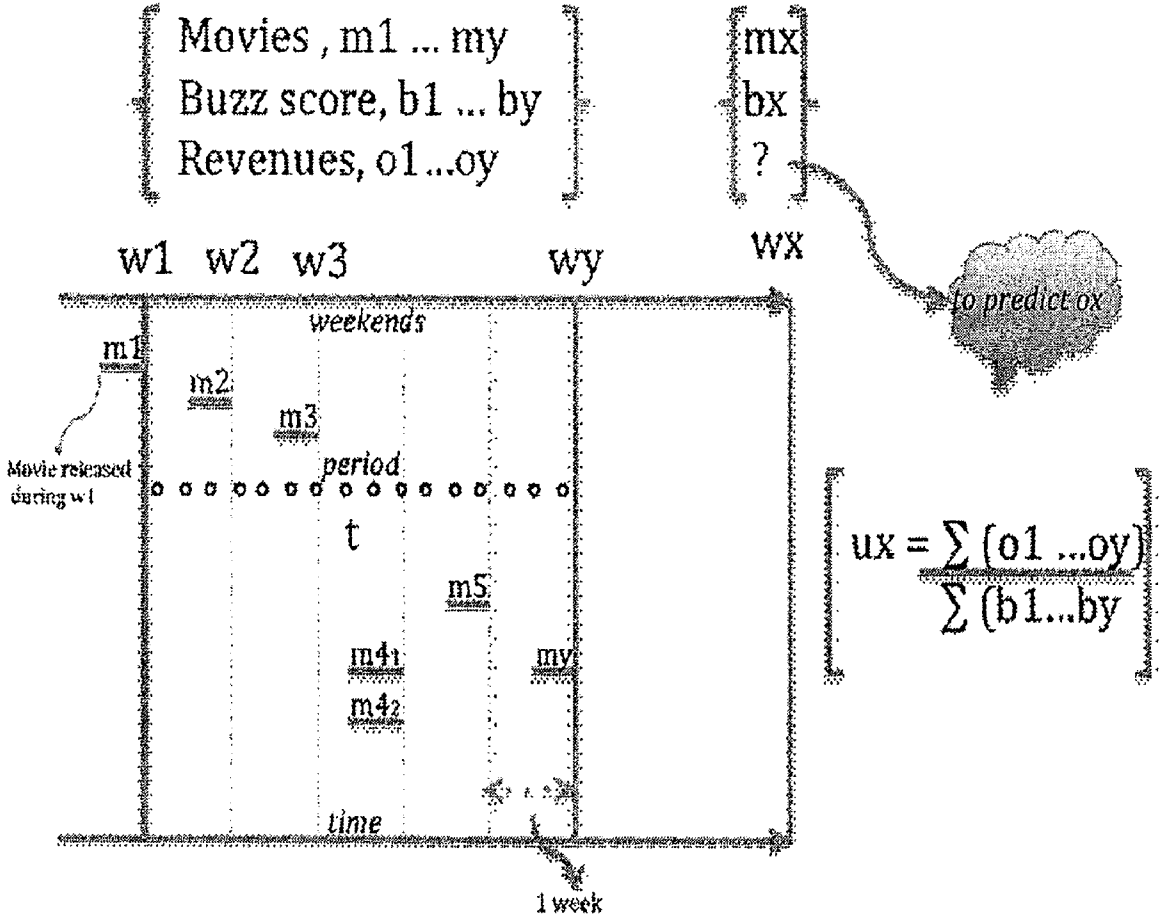 Movies , m1 ... my
Buzz score, b1 ... by
Revenues, o1...oy
mx
bx
?
w1 w2 w3 wy wx
weekends
to predict ox
m1
m2
m3
Movie released
during w1
period
t
ux = ∑ (o1 ...oy)
∑ (b1...by
m5
m41
my
m42
time
1 week